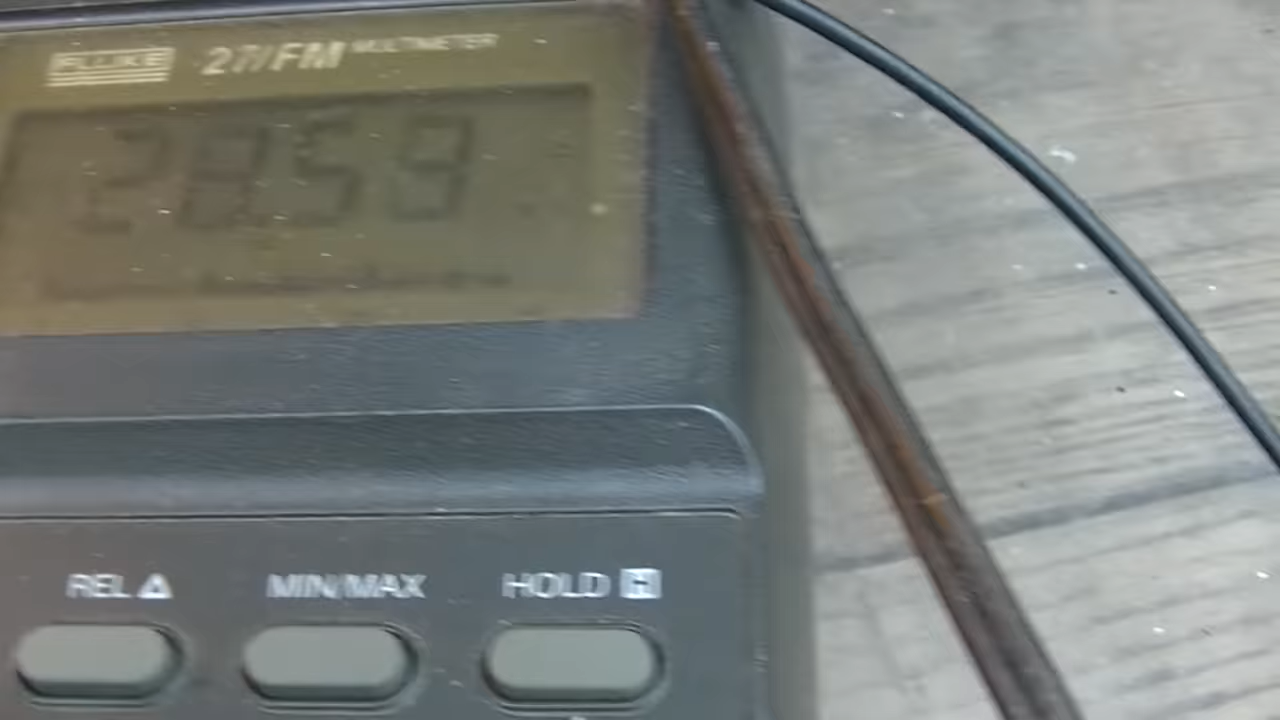 FLUKE 27/FM MULTIMETER
REL △ MIN/MAX HOLD H